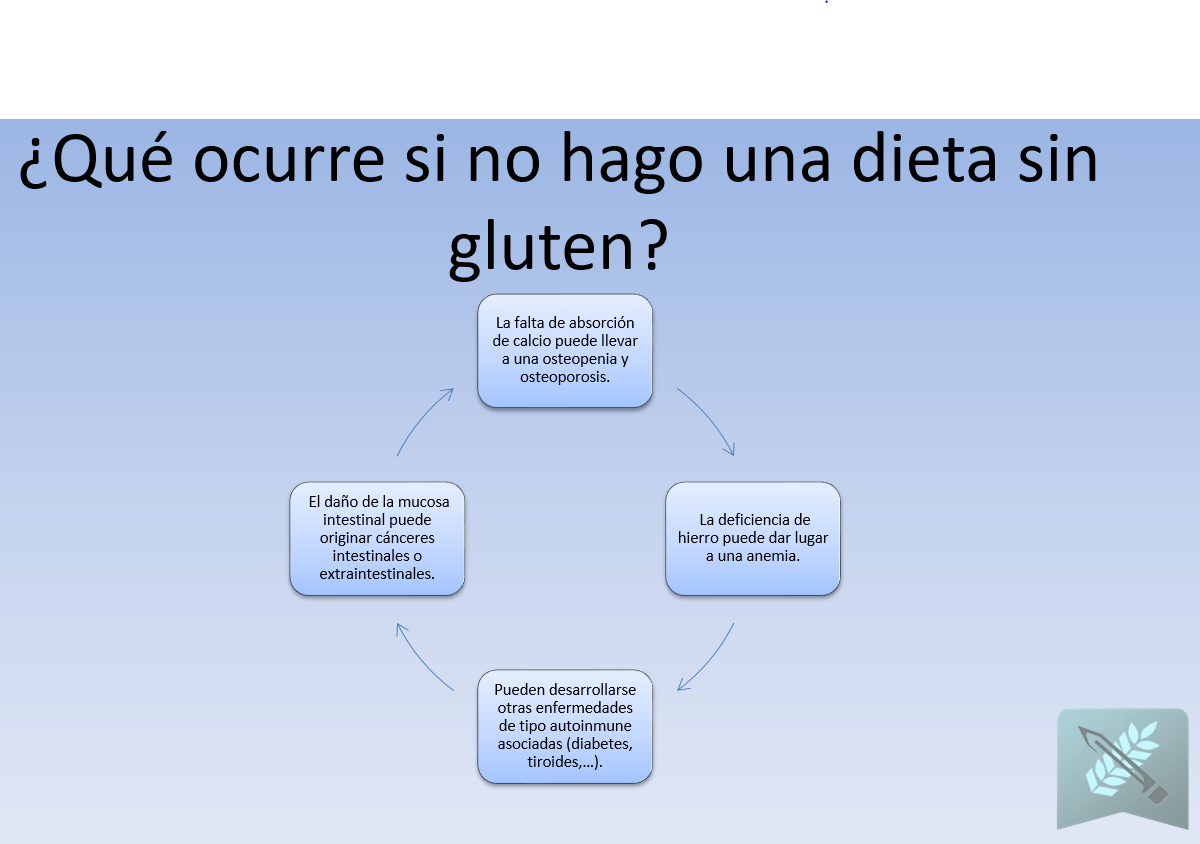 ¿Qué ocurre si no hago una dieta sin
gluten?
La falta de absorción
de calcio puede llevar
a una osteopenia y
osteoporosis.
La deficiencia de
hierro puede dar lugar
a una anemia.
Pueden desarrollarse
otras enfermedades
de tipo autoinmune
asociadas (diabetes,
tiroides,...).
El daño de la mucosa
intestinal puede
originar cánceres
intestinales o
extraintestinales.